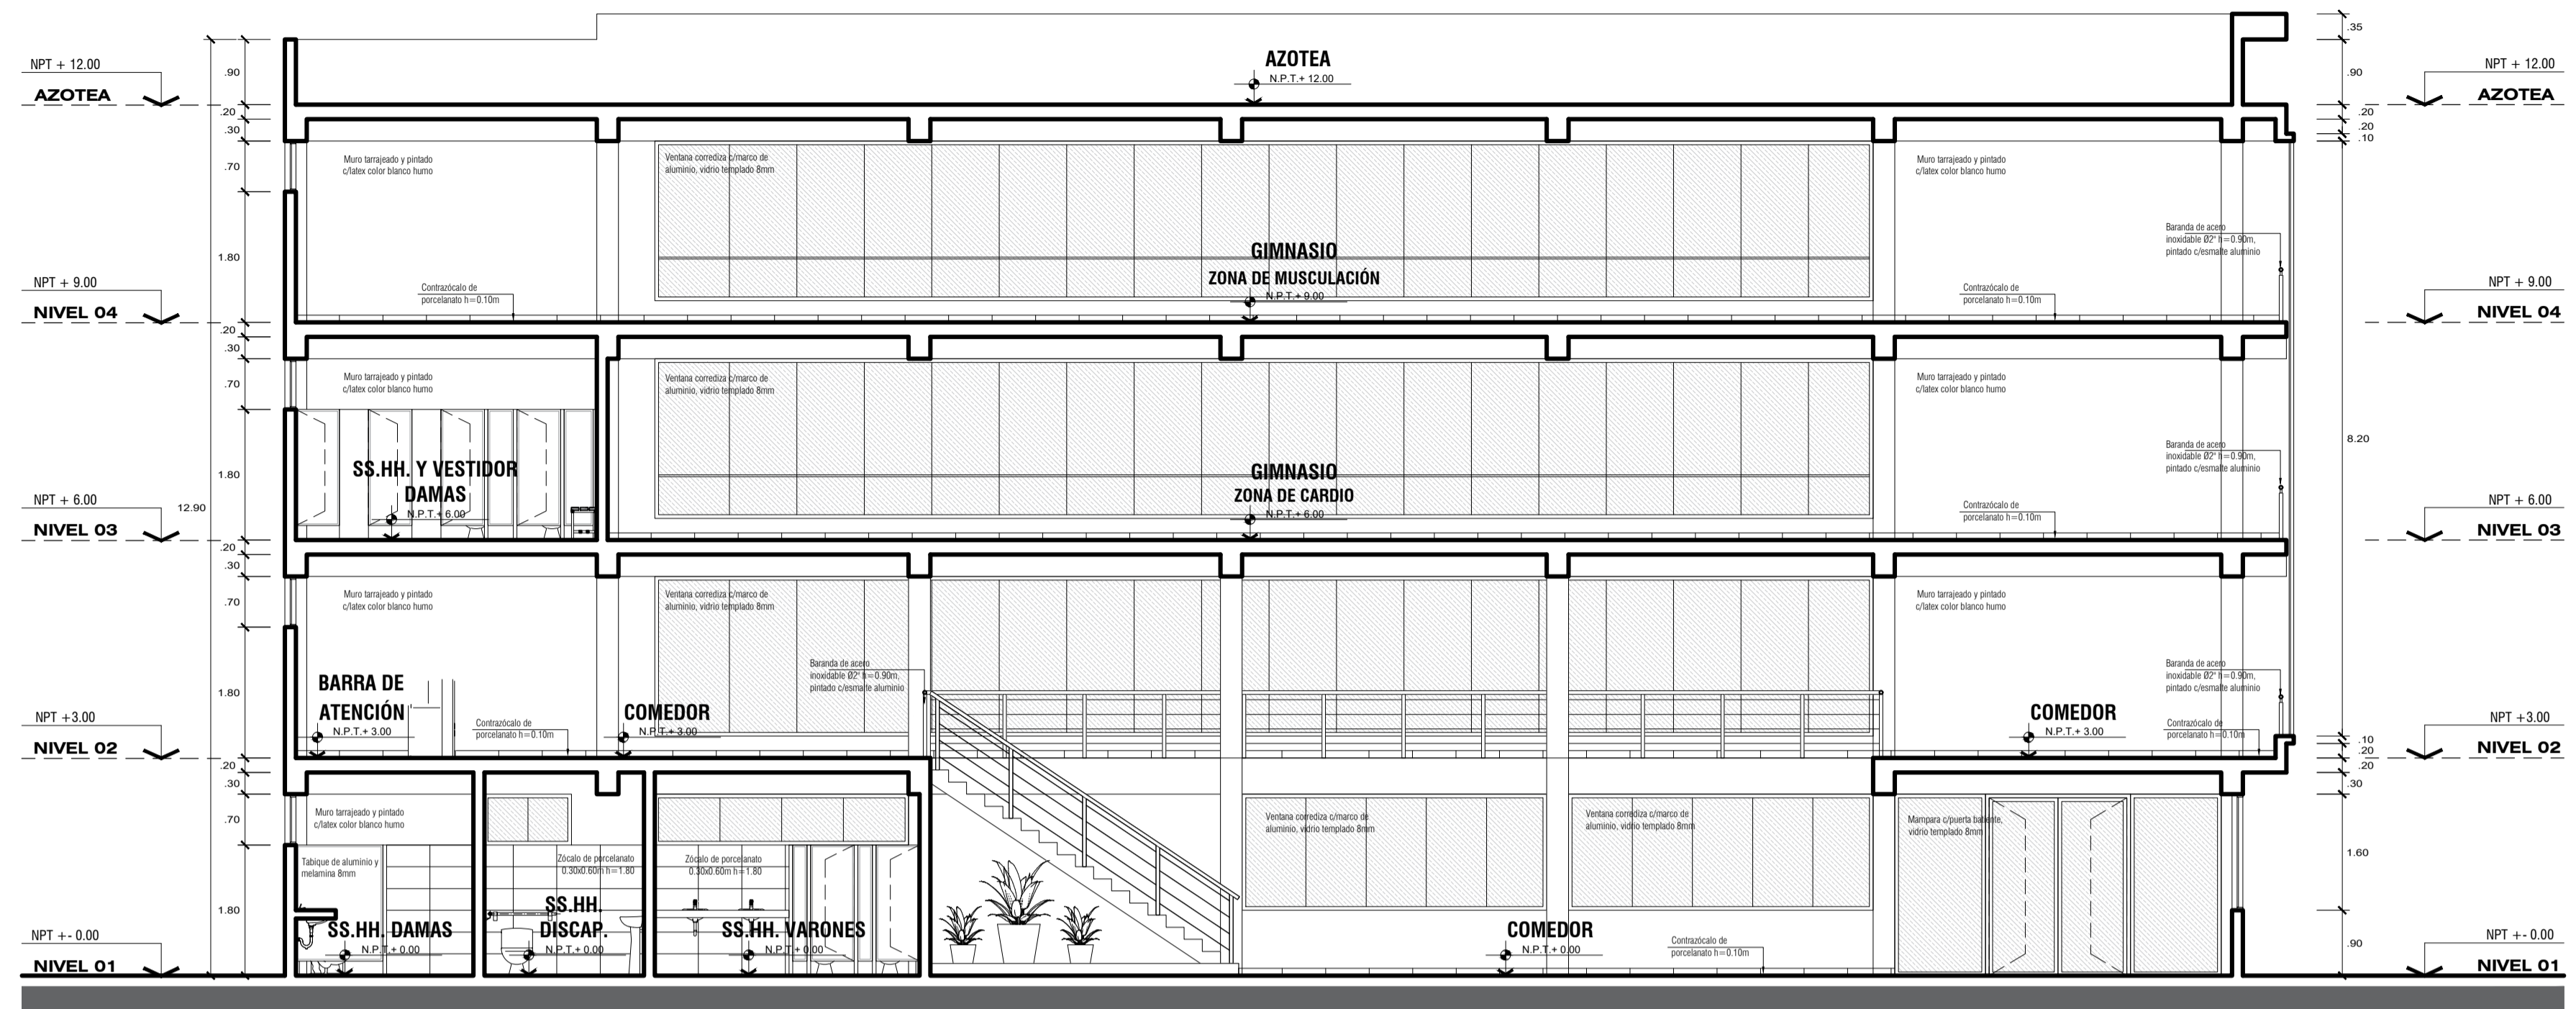 .35
AZOTEA
N.P.T.+ 12.00
NPT + 12.00
AZOTEA
.90
.20
.30
.90
NPT + 12.00
AZOTEA
.20
.20
.10
.70
Muro tarrajeado y pintado
c/latex color blanco humo
Ventana corrediza c/marco de
aluminio, vidrio templado 8mm
Muro tarrajeado y pintado
c/latex color blanco humo
1.80
GIMNASIO
ZONA DE MUSCULACIÓN
N.P.T.+ 9.00
Baranda de acero
inoxidable Ø2" h=0.90m,
pintado c/esmalte aluminio
NPT + 9.00
NIVEL 04
Contrazócalo de
porcelanato h=0.10m
Contrazócalo de
porcelanato h=0.10m
NPT + 9.00
NIVEL 04
.20
.30
.70
Muro tarrajeado y pintado
c/latex color blanco humo
Ventana corrediza c/marco de
aluminio, vidrio templado 8mm
Muro tarrajeado y pintado
c/latex color blanco humo
8.20
1.80
SS.HH. Y VESTIDOR
DAMAS
N.P.T.+ 6.00
GIMNASIO
ZONA DE CARDIO
N.P.T.+ 6.00
Baranda de acero
inoxidable Ø2" h=0.90m,
pintado c/esmalte aluminio
Contrazócalo de
porcelanato h=0.10m
NPT + 6.00
NIVEL 03
12.90
NPT + 6.00
NIVEL 03
.20
.30
.70
Muro tarrajeado y pintado
c/latex color blanco humo
Ventana corrediza c/marco de
aluminio, vidrio templado 8mm
Muro tarrajeado y pintado
c/latex color blanco humo
1.80
BARRA DE
ATENCIÓN
N.P.T.+ 3.00
Contrazócalo de
porcelanato h=0.10m
COMEDOR
N.P.T.+ 3.00
Baranda de acero
inoxidable Ø2" h=0.90m,
pintado c/esmalte aluminio
COMEDOR
N.P.T.+ 3.00
Baranda de acero
inoxidable Ø2" h=0.90m,
pintado c/esmalte aluminio
Contrazócalo de
porcelanato h=0.10m
NPT +3.00
NIVEL 02
NPT +3.00
NIVEL 02
.10
.20
.20
.30
.20
.30
.70
Muro tarrajeado y pintado
c/latex color blanco humo
Ventana corrediza c/marco de
aluminio, vidrio templado 8mm
Ventana corrediza c/marco de
aluminio, vidrio templado 8mm
Mampara c/puerta batiente,
vidrio templado 8mm
Tabique de aluminio y
melamina 8mm
Zócalo de porcelanato
0.30x0.60m h=1.80
Zócalo de porcelanato
0.30x0.60m h=1.80
1.60
1.80
SS.HH. DAMAS
N.P.T.+ 0.00
SS.HH.
DISCAP.
N.P.T.+ 0.00
SS.HH. VARONES
N.P.T.+ 0.00
COMEDOR
N.P.T.+ 0.00
Contrazócalo de
porcelanato h=0.10m
.90
NPT +- 0.00
NIVEL 01
NPT +- 0.00
NIVEL 01